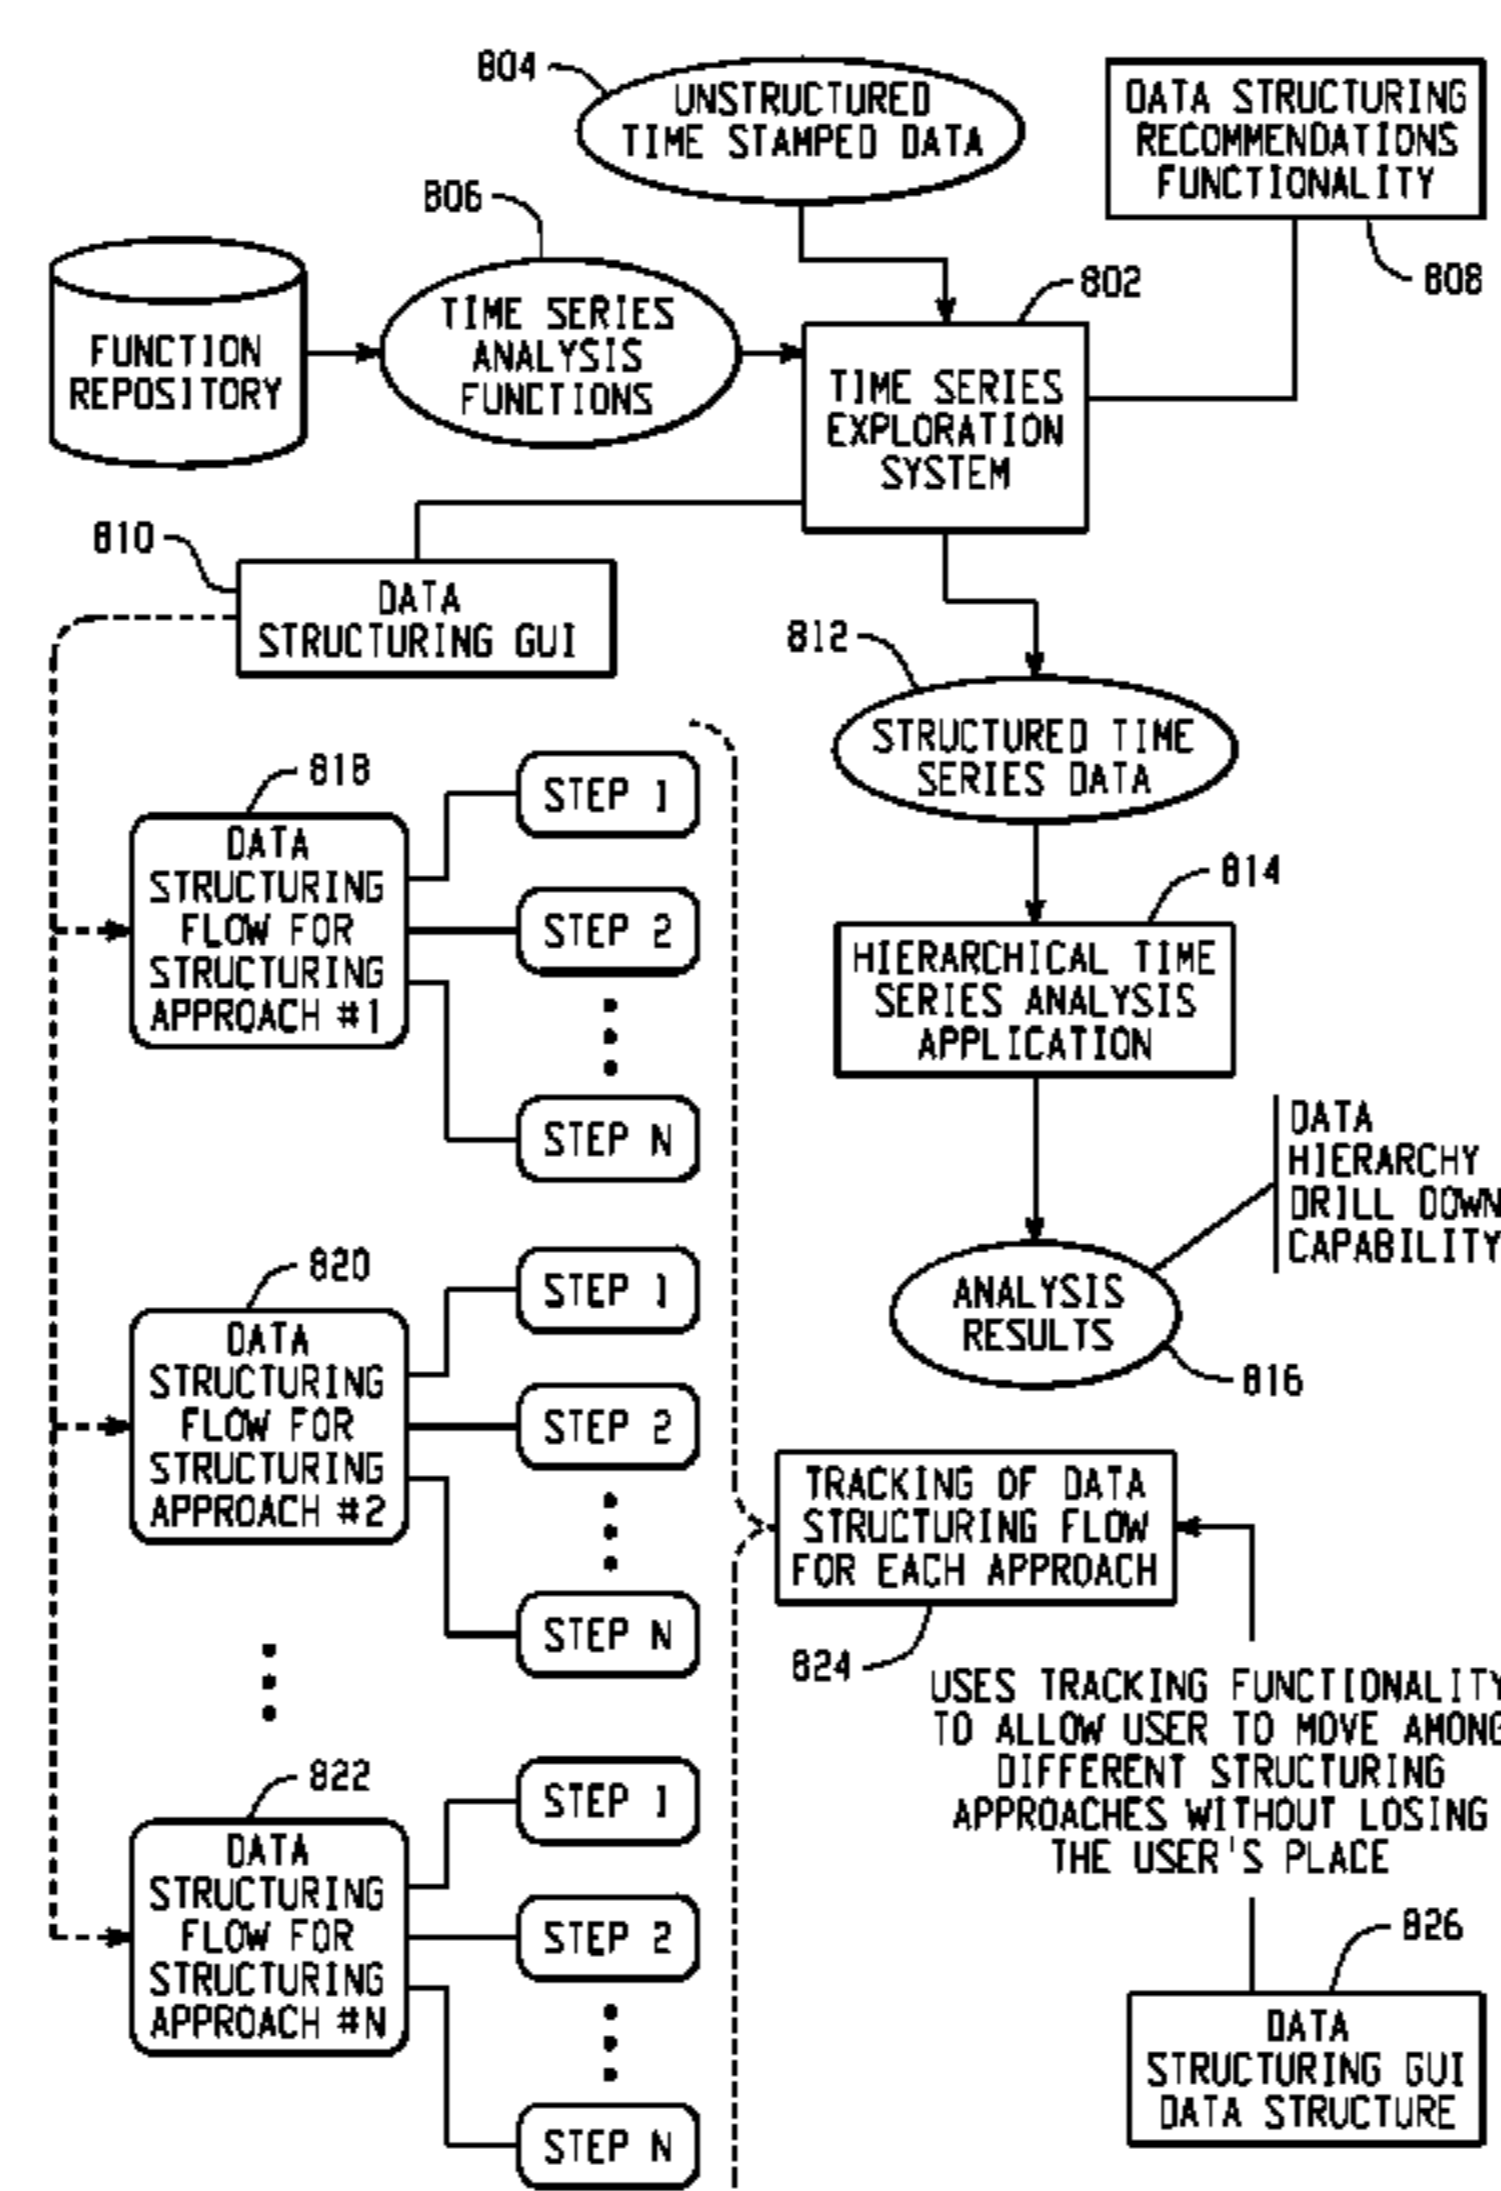 804
UNSTRUCTURED
TIME STAMPED DATA
DATA STRUCTURING
RECOMMENDATIONS
FUNCTIONALITY
808
806
TIME SERIES
ANALYSIS
FUNCTIONS
FUNCTION
REPOSITORY
802
TIME SERIES
EXPLORATION
SYSTEM
810
DATA
STRUCTURING GUI
812
STRUCTURED TIME
SERIES DATA
814
HIERARCHICAL TIME
SERIES ANALYSIS
APPLICATION
DATA
HIERARCHY
DRILL DOWN
CAPABILITY
ANALYSIS
RESULTS
816
818
DATA
STRUCTURING
FLOW FOR
STRUCTURING
APPROACH #1
STEP 1
STEP 2
STEP N
820
DATA
STRUCTURING
FLOW FOR
STRUCTURING
APPROACH #2
STEP 1
STEP 2
STEP N
822
DATA
STRUCTURING
FLOW FOR
STRUCTURING
APPROACH #N
STEP 1
STEP 2
STEP N
TRACKING OF DATA
STRUCTURING FLOW
FOR EACH APPROACH
824
USES TRACKING FUNCTIONALITY
TO ALLOW USER TO MOVE AMONG
DIFFERENT STRUCTURING
APPROACHES WITHOUT LOSING
THE USER'S PLACE
826
DATA
STRUCTURING GUI
DATA STRUCTURE